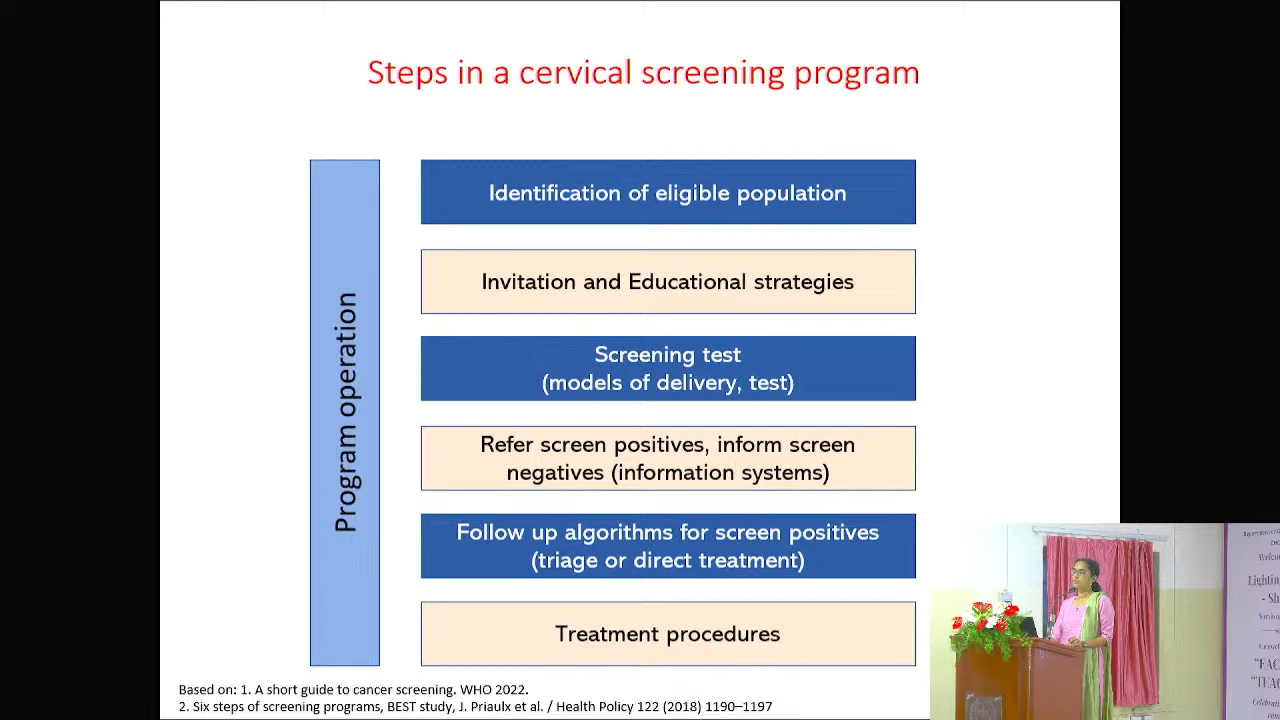 Steps in a cervical screening program
Program operation
Identification of eligible population
Invitation and Educational strategies
Screening test
(models of delivery, test)
Refer screen positives, inform screen
negatives (information systems)
Follow up algorithms for screen positives
(triage or direct treatment)
Treatment procedures
Based on: 1. A short guide to cancer screening. WHO 2022.
2. Six steps of screening programs, BEST study, J. Priaulx et al. / Health Policy 122 (2018) 1190–1197
Lighting
- Sh